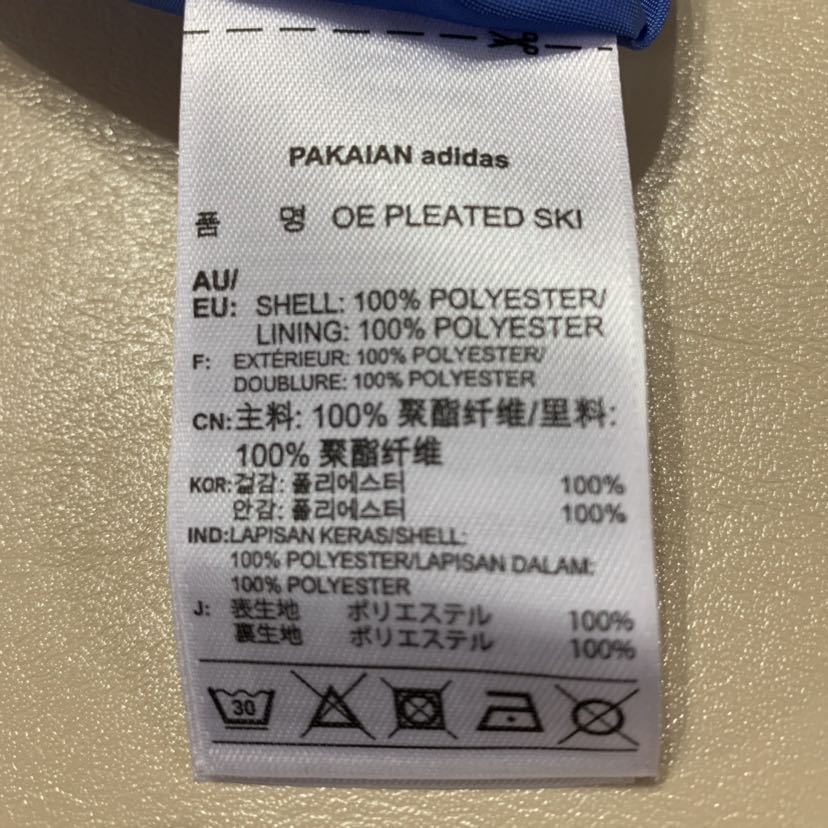 PAKAIAN adidas
품 명 OE PLEATED SKI
AU/
EU: SHELL: 100% POLYESTER/
LINING: 100% POLYESTER
F: EXTÉRIEUR: 100% POLYESTER/
DOUBLURE: 100% POLYESTER
CN: 主料: 100% 聚酯纤维/里料:
100% 聚酯纤维
KOR: 겉감: 폴리에스터 100%
안감: 폴리에스터 100%
IND: LAPISAN KERAS/SHELL:
100% POLYESTER/LAPISAN DALAM:
100% POLYESTER
J: 表生地 ポリエステル 100%
裏生地 ポリエステル 100%
30